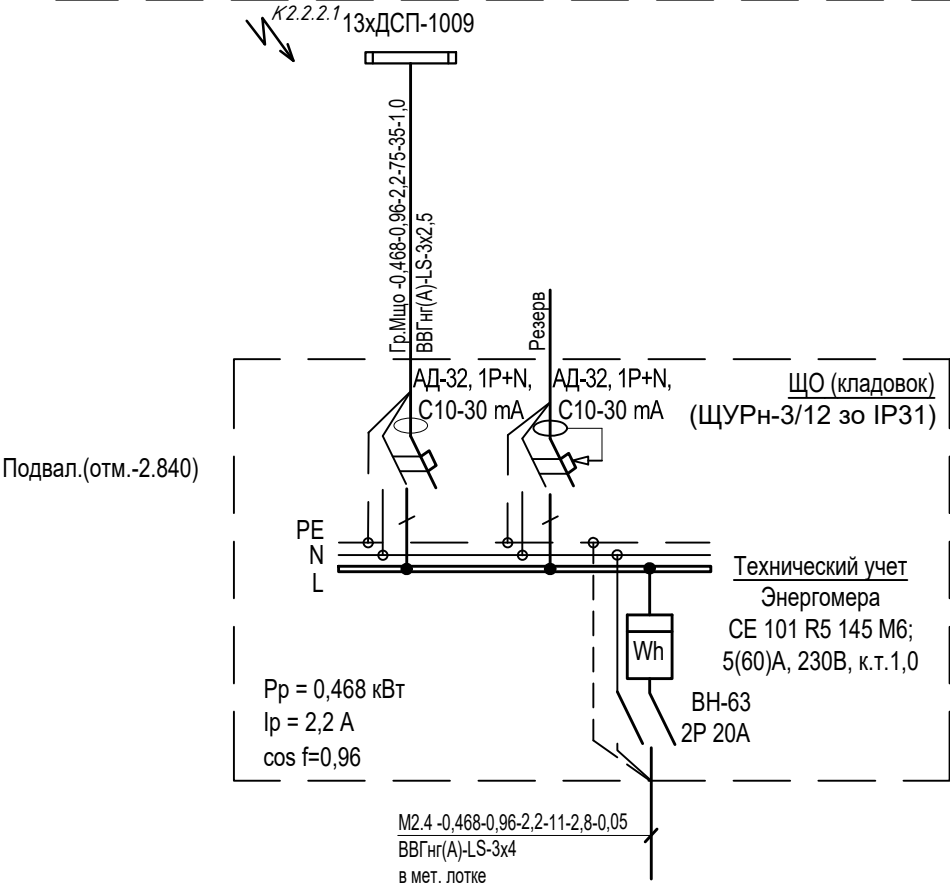 К2.2.2.1
13хДСП-1009
Гр.Мщо -0,468-0,96-2,2-75-35-1,0
ВВГнг(А)-LS-3х2,5
Резерв
АД-32, 1Р+N,
С10-30 mA
АД-32, 1Р+N,
С10-30 mA
ЩО (кладовок)
(ЩУРн-3/12 зо IP31)
Подвал.(отм.-2.840)
PE
N
L
Технический учет
Энергомера
СЕ 101 R5 145 М6;
5(60)А, 230В, к.т.1,0
Wh
ВН-63
2Р 20А
Рр = 0,468 кВт
Iр = 2,2 А
cos f=0,96
М2.4 -0,468-0,96-2,2-11-2,8-0,05
ВВГнг(А)-LS-3х4
в мет. лотке